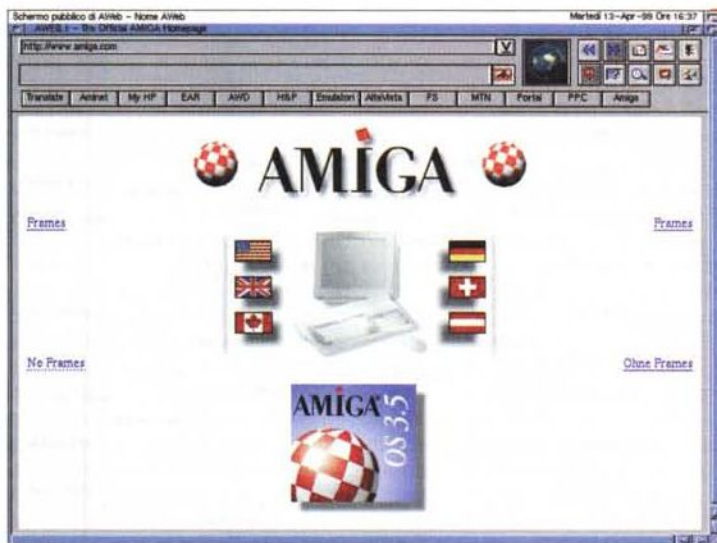 Schermo pubblico di AWeb - Nome AWeb Martedì 13-Apr-99 Ore 16:37
AWEB.1 - The Official AMIGA Homepage
http://www.amiga.com
Translate Aminet My HP EAR AWD H&P Emulatori AltaVista FS MTN Portal PPC Amiga
AMIGA
Frames Frames
No Frames Ohne Frames
AMIGA
OS 3.5